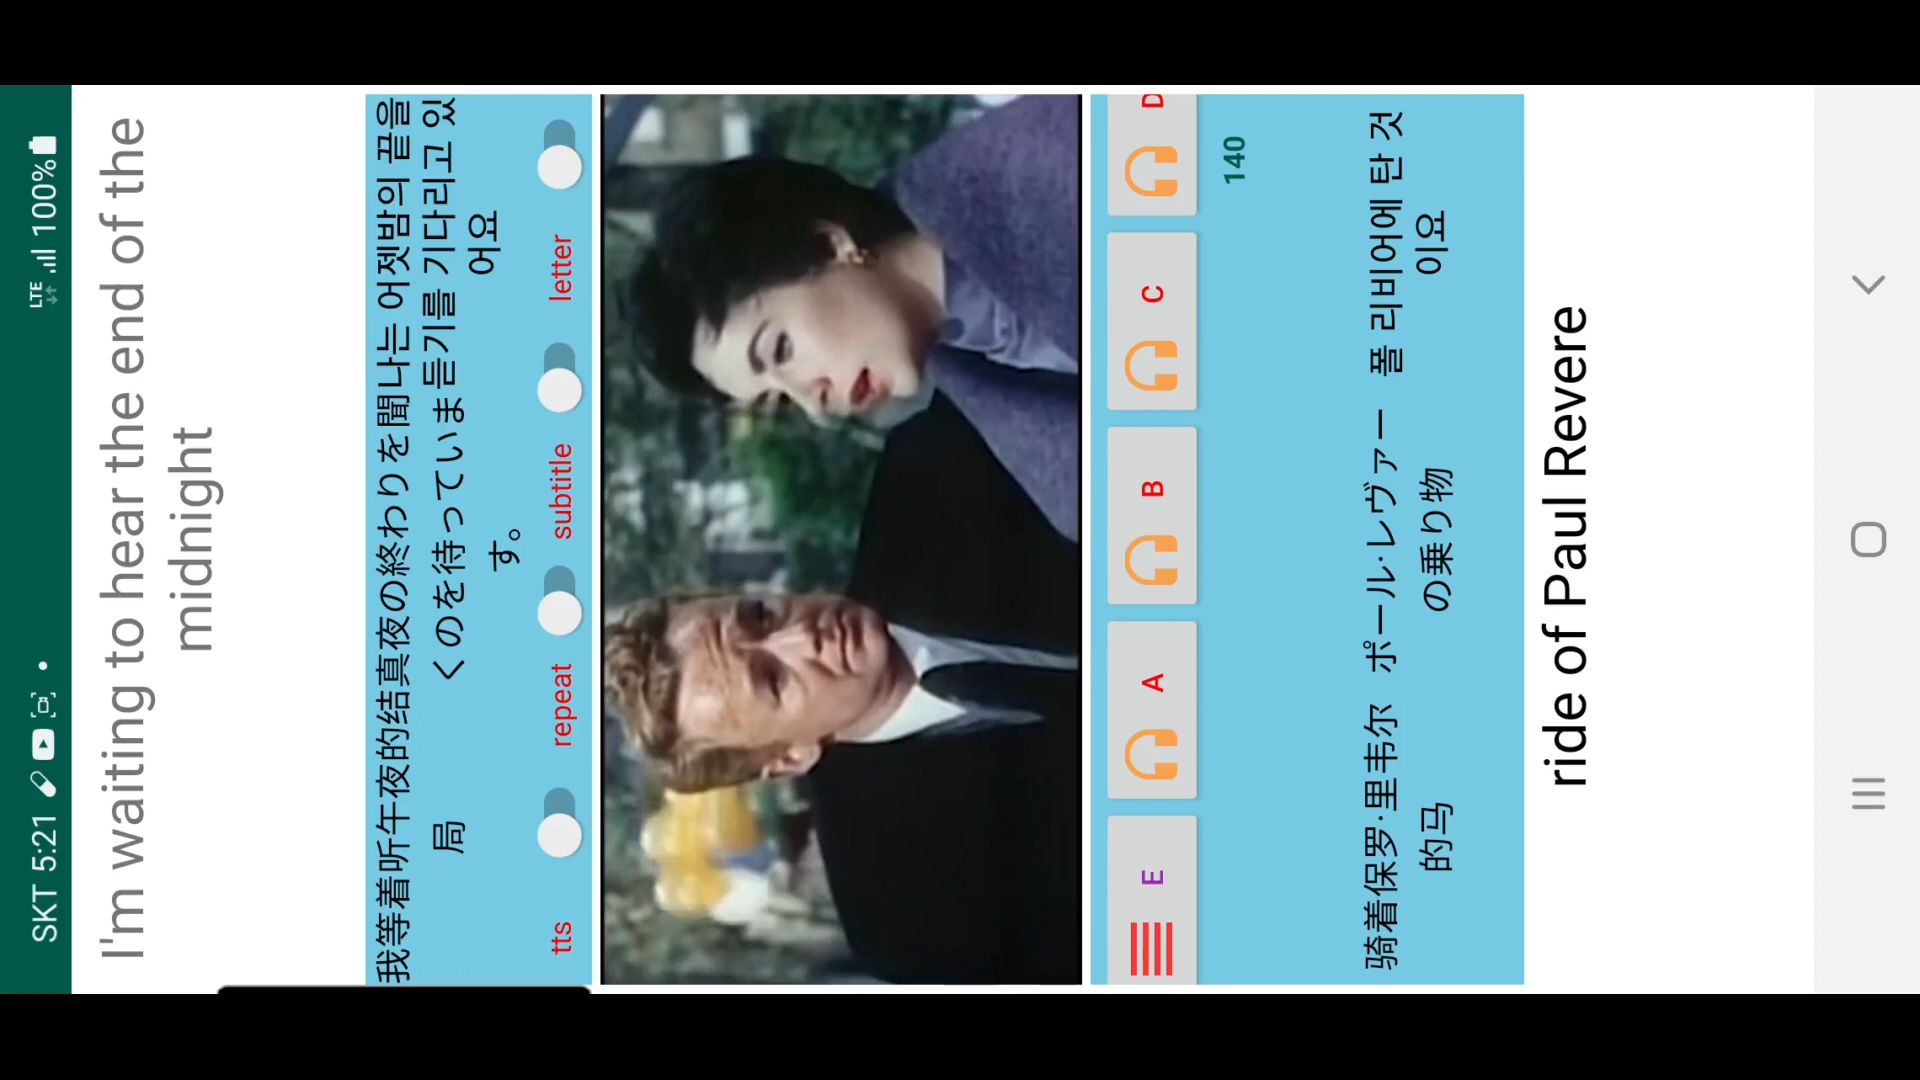 SKT 5:21
LTE 100%
I'm waiting to hear the end of the
midnight
我等着听午夜的结
局
真夜の終わりを聞
くのを待っていま
す。
나는 어젯밤의 끝을
듣기를 기다리고 있
어요
tts repeat subtitle letter
E A B C D
140
骑着保罗·里韦尔
的马
ポール·レヴァー
の乗り物
폴 리비어에 탄 것
이요
ride of Paul Revere